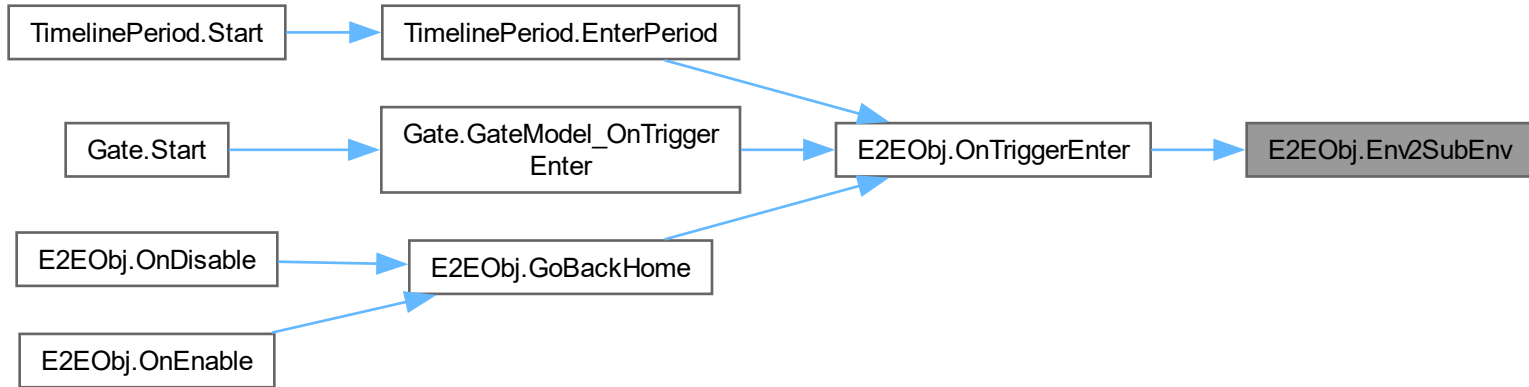 TimelinePeriod.Start
TimelinePeriod.EnterPeriod
Gate.Start
Gate.GateModel_OnTrigger
Enter
E2EObj.OnTriggerEnter
E2EObj.Env2SubEnv
E2EObj.OnDisable
E2EObj.GoBackHome
E2EObj.OnEnable